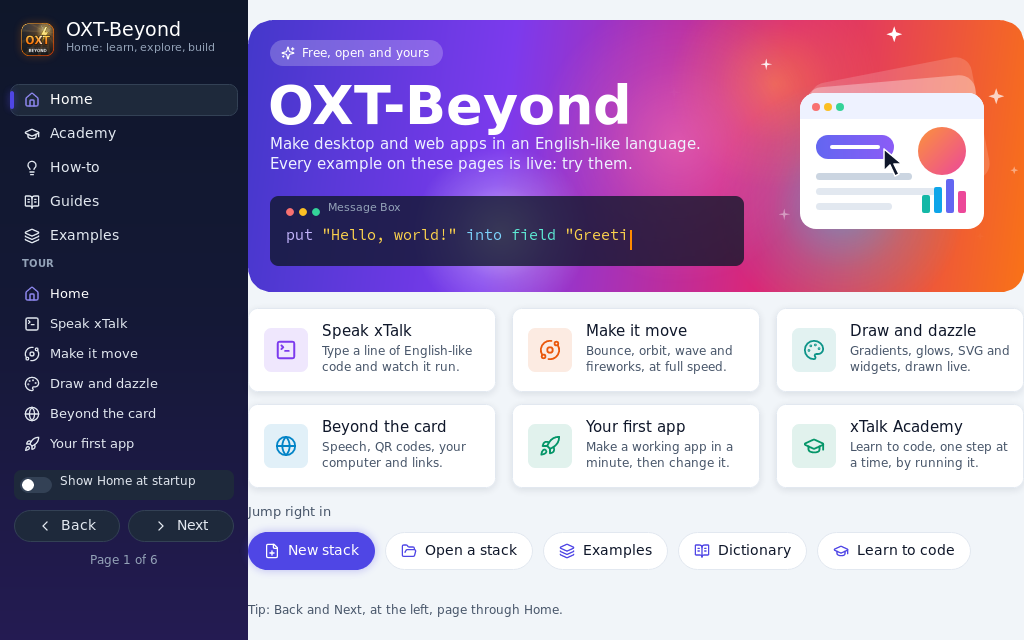 OXT
BEYOND
OXT-Beyond
Home: learn, explore, build
Home
Academy
How-to
Guides
Examples
TOUR
Home
Speak xTalk
Make it move
Draw and dazzle
Beyond the card
Your first app
Show Home at startup
Back
Next
Page 1 of 6
Free, open and yours
OXT-Beyond
Make desktop and web apps in an English-like language.
Every example on these pages is live: try them.
Message Box
put "Hello, world!" into field "Greeti
Speak xTalk
Type a line of English-like
code and watch it run.
Make it move
Bounce, orbit, wave and
fireworks, at full speed.
Draw and dazzle
Gradients, glows, SVG and
widgets, drawn live.
Beyond the card
Speech, QR codes, your
computer and links.
Your first app
Make a working app in a
minute, then change it.
xTalk Academy
Learn to code, one step at
a time, by running it.
Jump right in
New stack
Open a stack
Examples
Dictionary
Learn to code
Tip: Back and Next, at the left, page through Home.